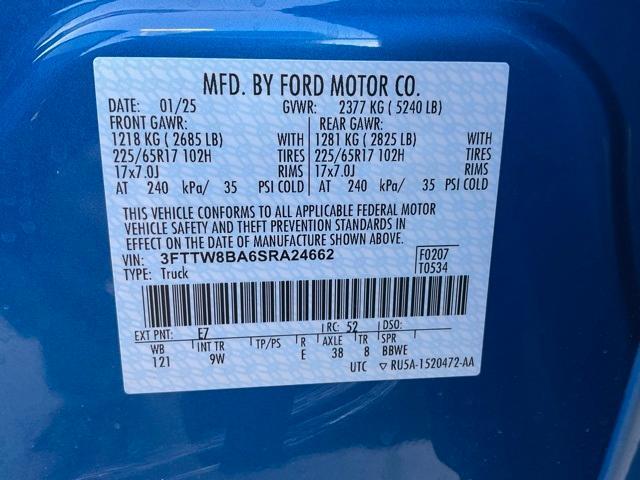 MFD. BY FORD MOTOR CO.
DATE: 01/25 GVWR: 2377 KG ( 5240 LB)
FRONT GAWR: REAR GAWR:
1218 KG ( 2685 LB) WITH 1281 KG ( 2825 LB) WITH
225/65R17 102H TIRES 225/65R17 102H TIRES
17x7.0J RIMS 17x7.0J RIMS
AT 240 kPa/ 35 PSI COLD AT 240 kPa/ 35 PSI COLD
THIS VEHICLE CONFORMS TO ALL APPLICABLE FEDERAL MOTOR
VEHICLE SAFETY AND THEFT PREVENTION STANDARDS IN
EFFECT ON THE DATE OF MANUFACTURE SHOWN ABOVE.
VIN: 3FTTW8BA6SRA24662 F0207
TYPE: Truck T0534
EXT PNT: E7 RC: 52 DSO:
WB INT TR TP/PS R AXLE TR SPR
121 9W E 38 8 BBWE
UTC ▽ RU5A-1520472-AA